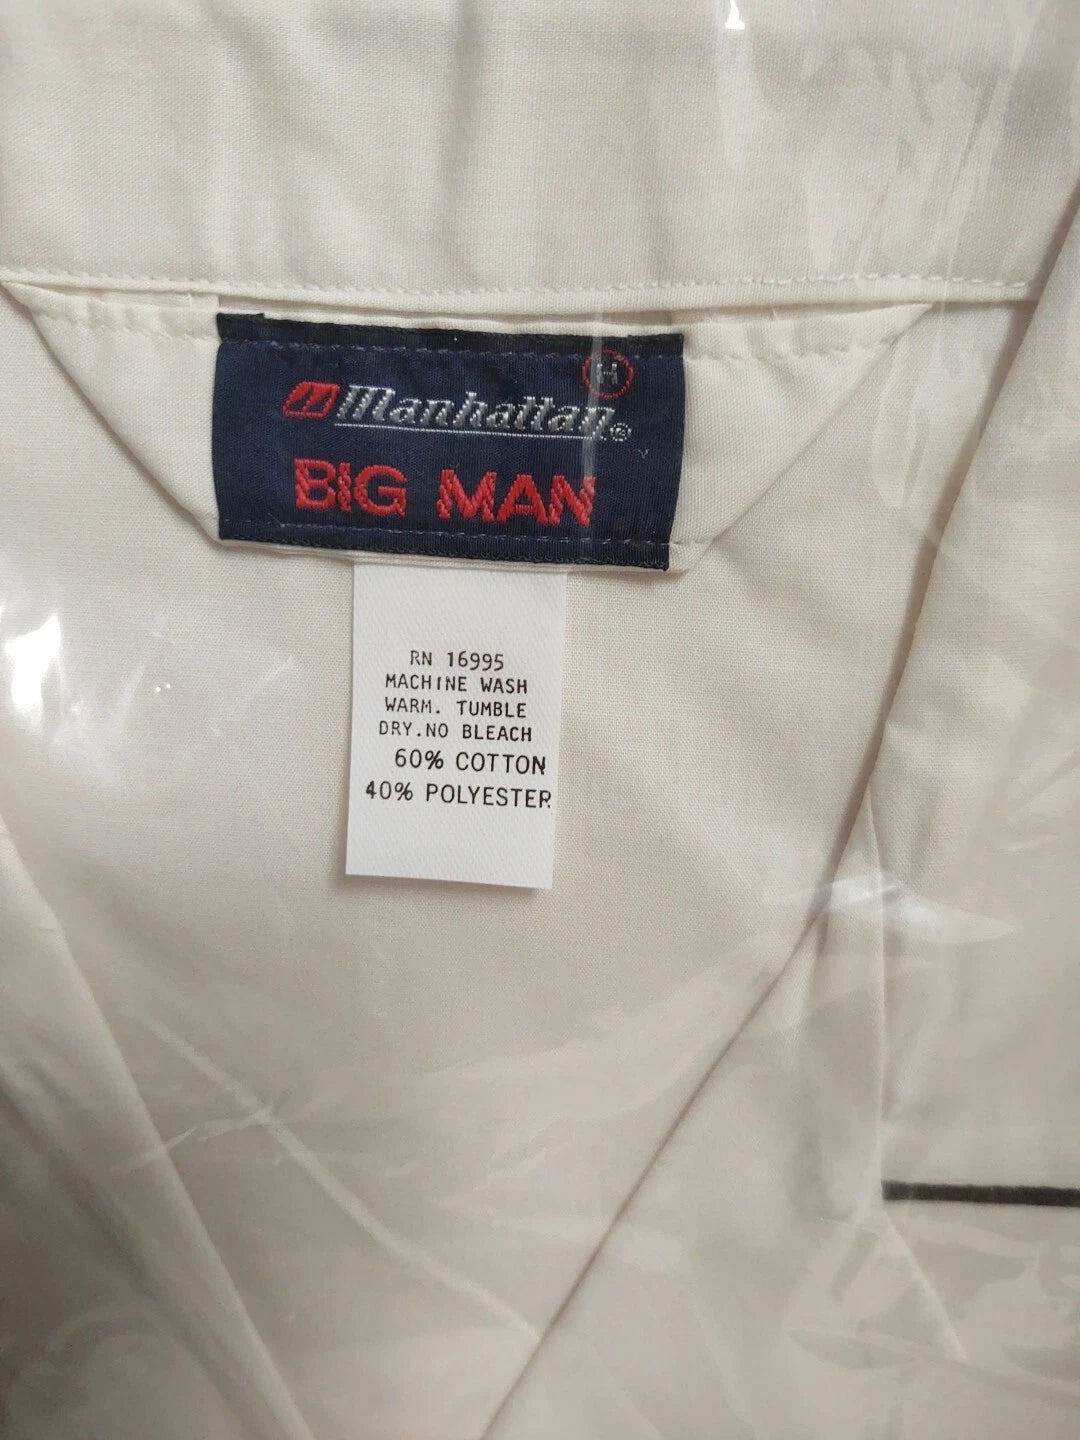 H
Manhattan®
BIG MAN
RN 16995
MACHINE WASH
WARM. TUMBLE
DRY.NO BLEACH
60% COTTON
40% POLYESTER